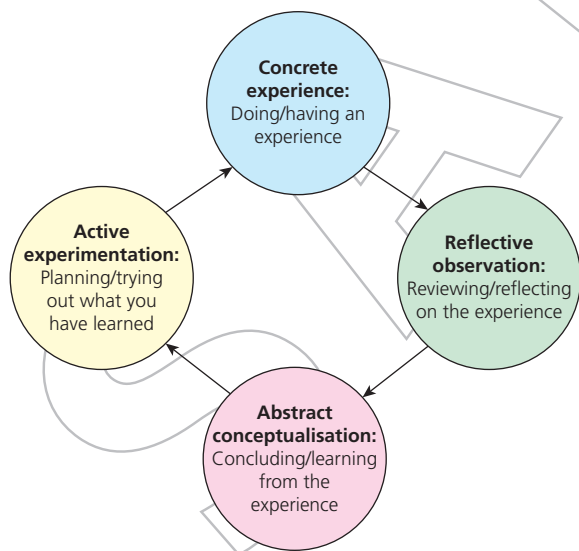 Concrete
experience:
Doing/having an
experience
Reflective
observation:
Reviewing/reflecting
on the experience
Abstract
conceptualisation:
Concluding/learning
from the
experience
Active
experimentation:
Planning/trying
out what you
have learned